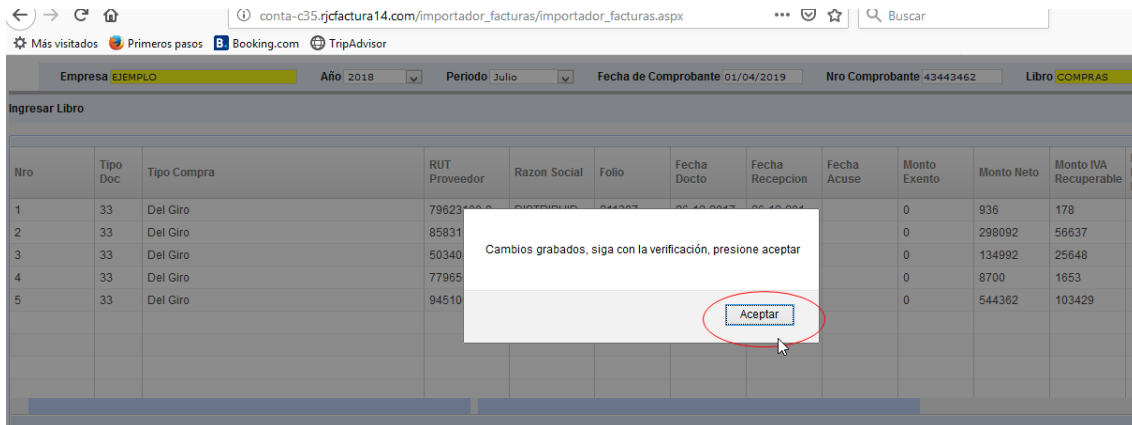 conta-c35.rjcfactura14.com/importador_facturas/importador_facturas.aspx Buscar
Más visitados Primeros pasos B. Booking.com TripAdvisor
Empresa EJEMPLO Año 2018 Periodo Julio Fecha de Comprobante 01/04/2019 Nro Comprobante 43443462 Libro COMPRAS
Ingresar Libro
Nro Tipo Doc Tipo Compra RUT Proveedor Razon Social Folio Fecha Docto Fecha Recepcion Fecha Acuse Monto Exento Monto Neto Monto IVA Recuperable
1 33 Del Giro 0 936 178
2 33 Del Giro 85831 0 298092 56637
3 33 Del Giro 50340 0 134992 25648
4 33 Del Giro 77965 0 8700 1653
5 33 Del Giro 94510 0 544362 103429
Cambios grabados, siga con la verificación, presione aceptar
Aceptar